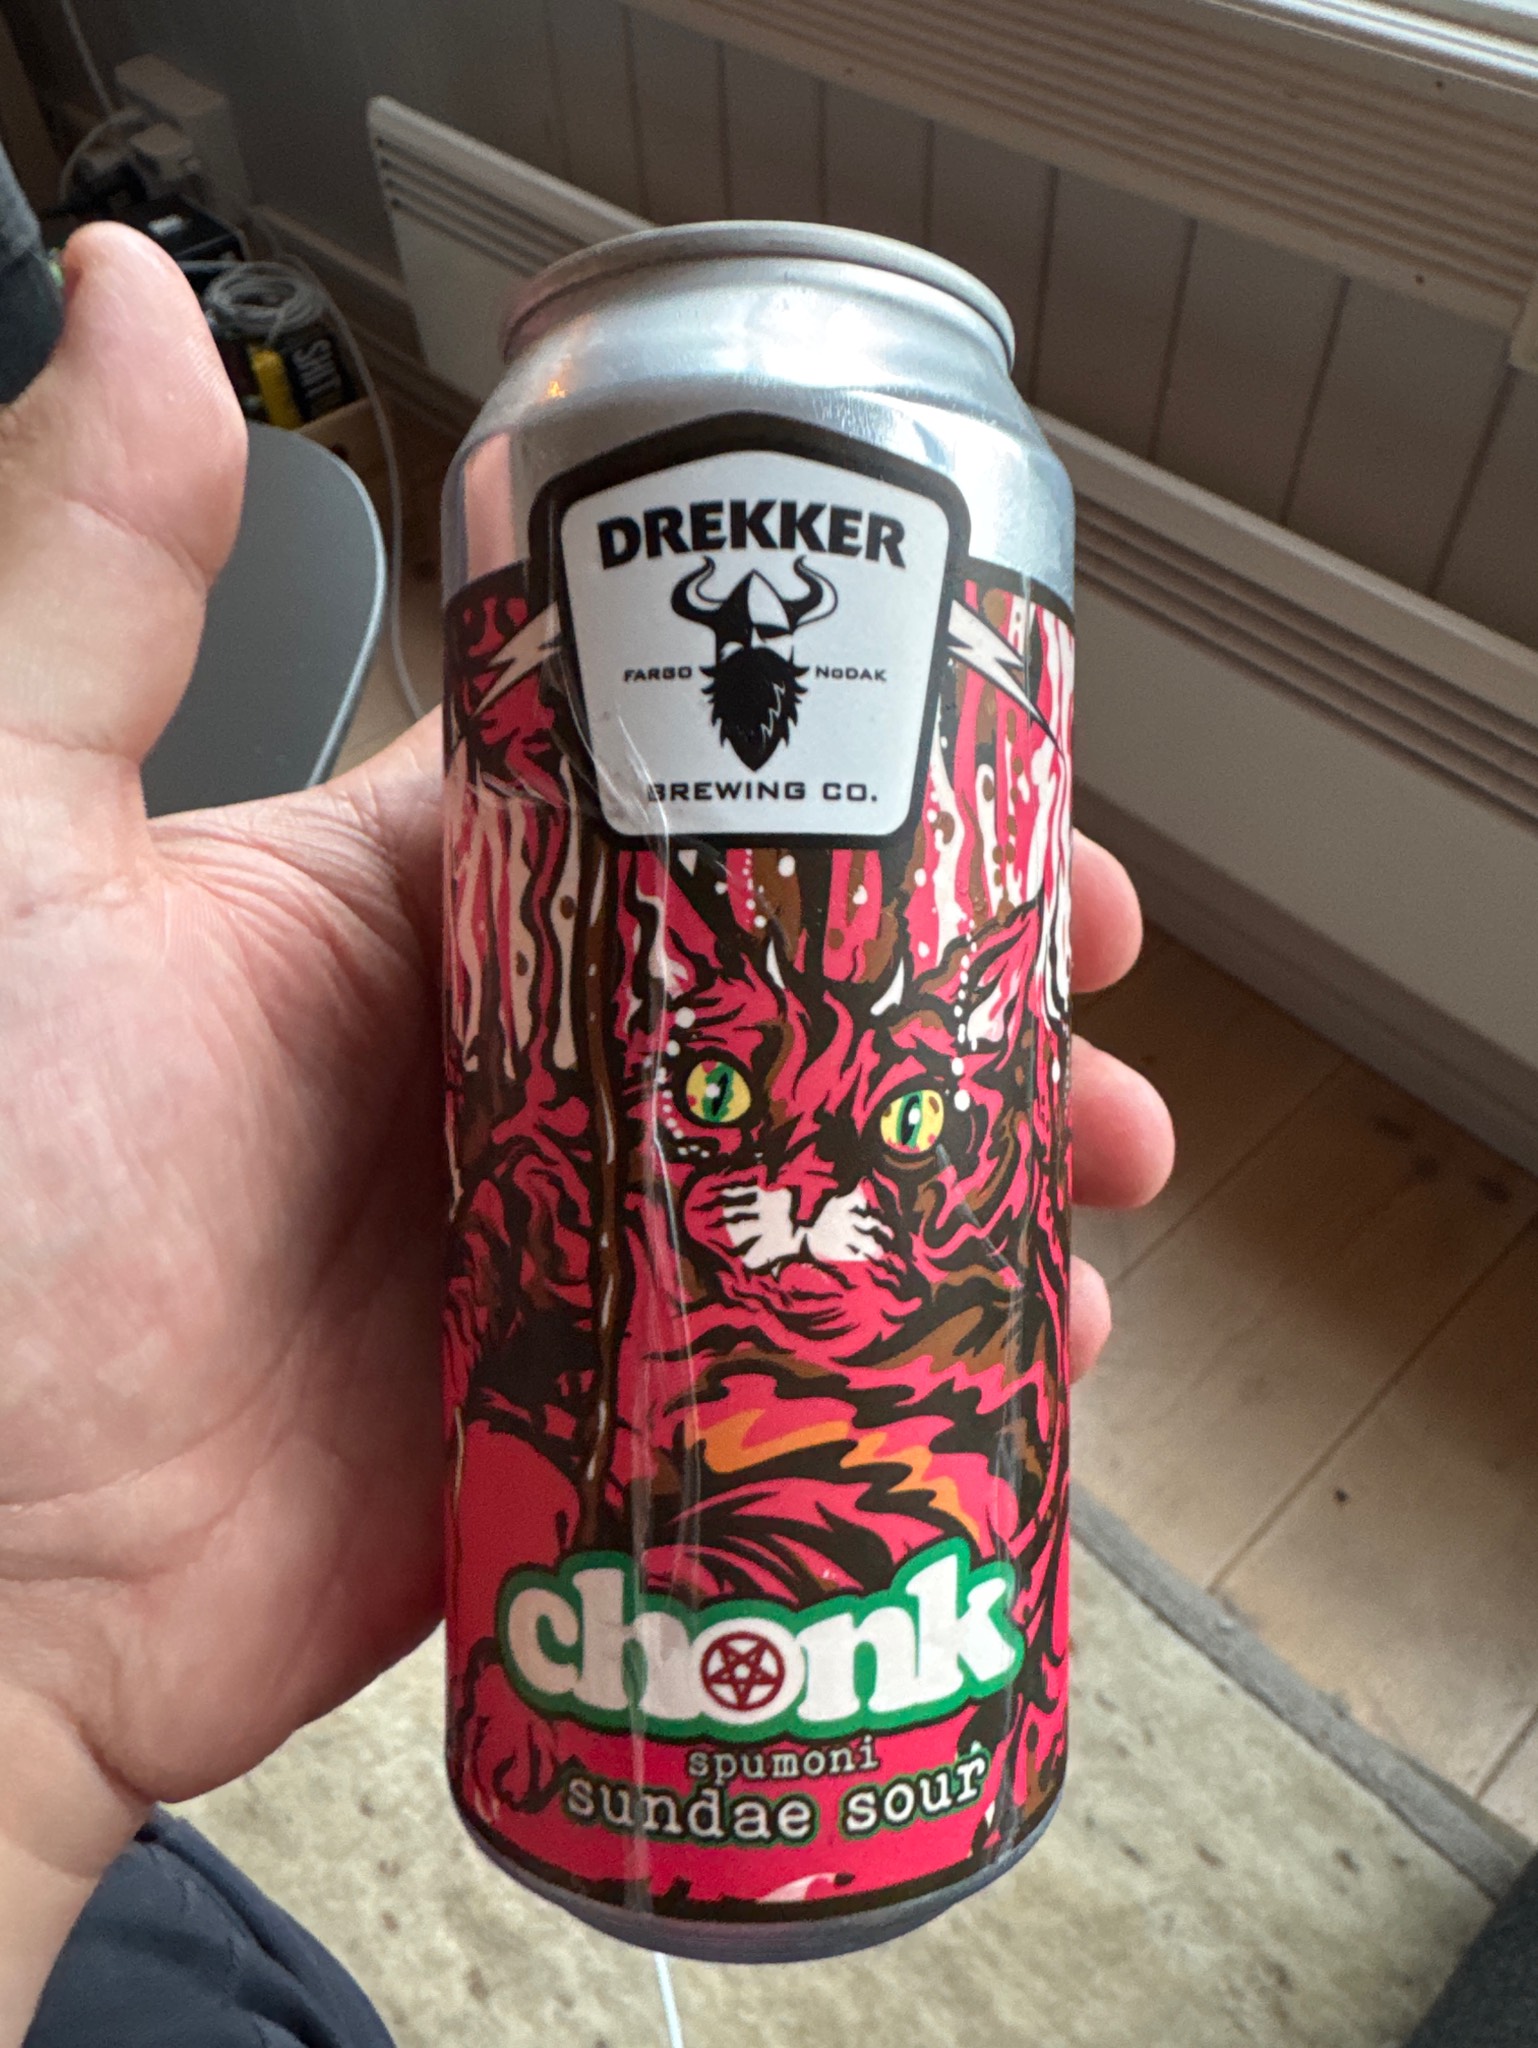 DREKKER
FARGO NoDAK
BREWING CO.
chonk
spumoni
sundae sour